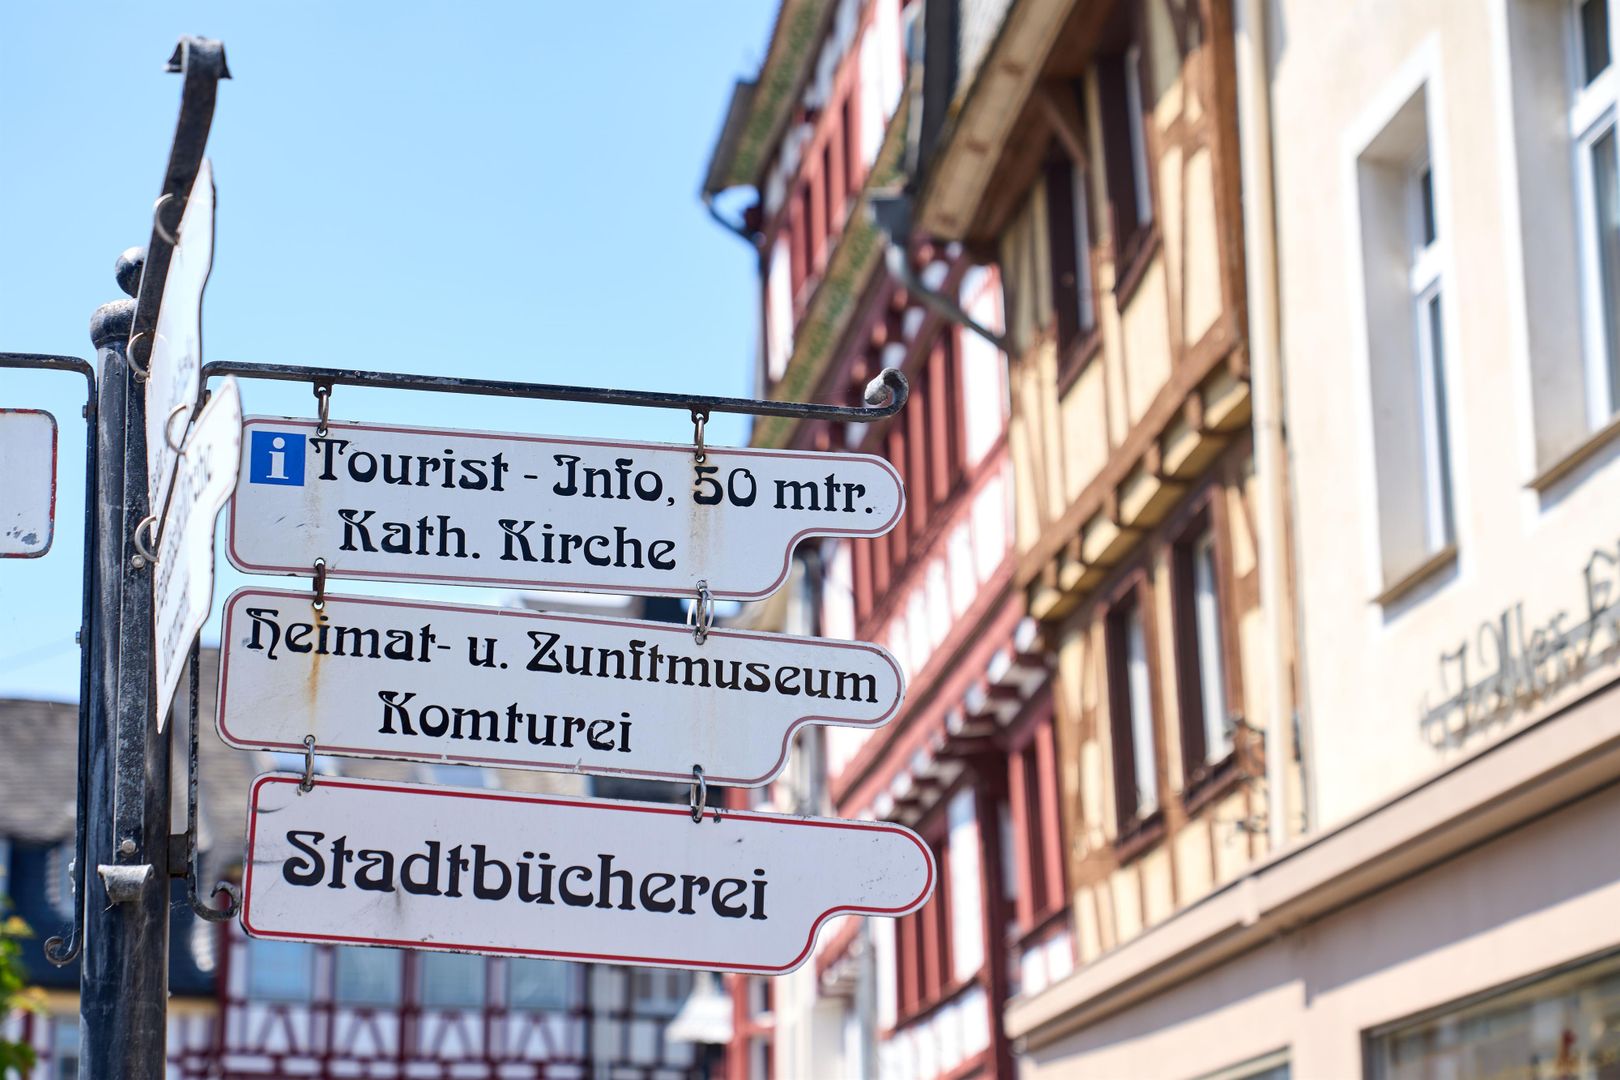 i Tourist - Info, 50 mtr.
Kath. Kirche
Heimat- u. Zunftmuseum
Komturei
Stadtbücherei